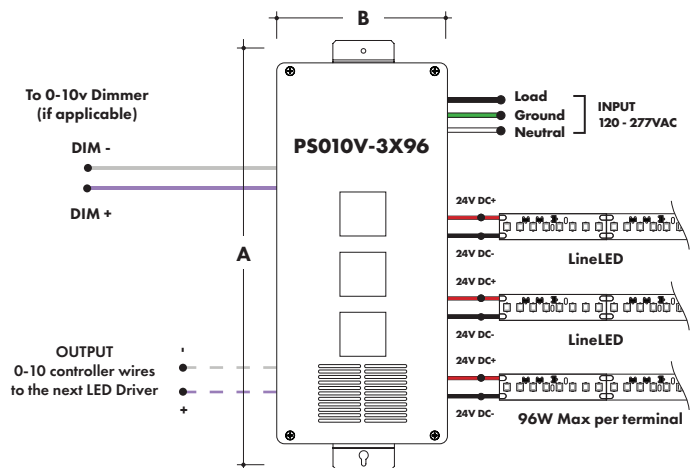 B
To 0-10v Dimmer
(if applicable)
DIM -
DIM +
A
PS010V-3X96
Load
Ground
Neutral
INPUT
120 - 277VAC
24V DC+
24V DC-
LineLED
24V DC+
24V DC-
LineLED
24V DC+
24V DC-
96W Max per terminal
OUTPUT
0-10 controller wires
to the next LED Driver
-
+